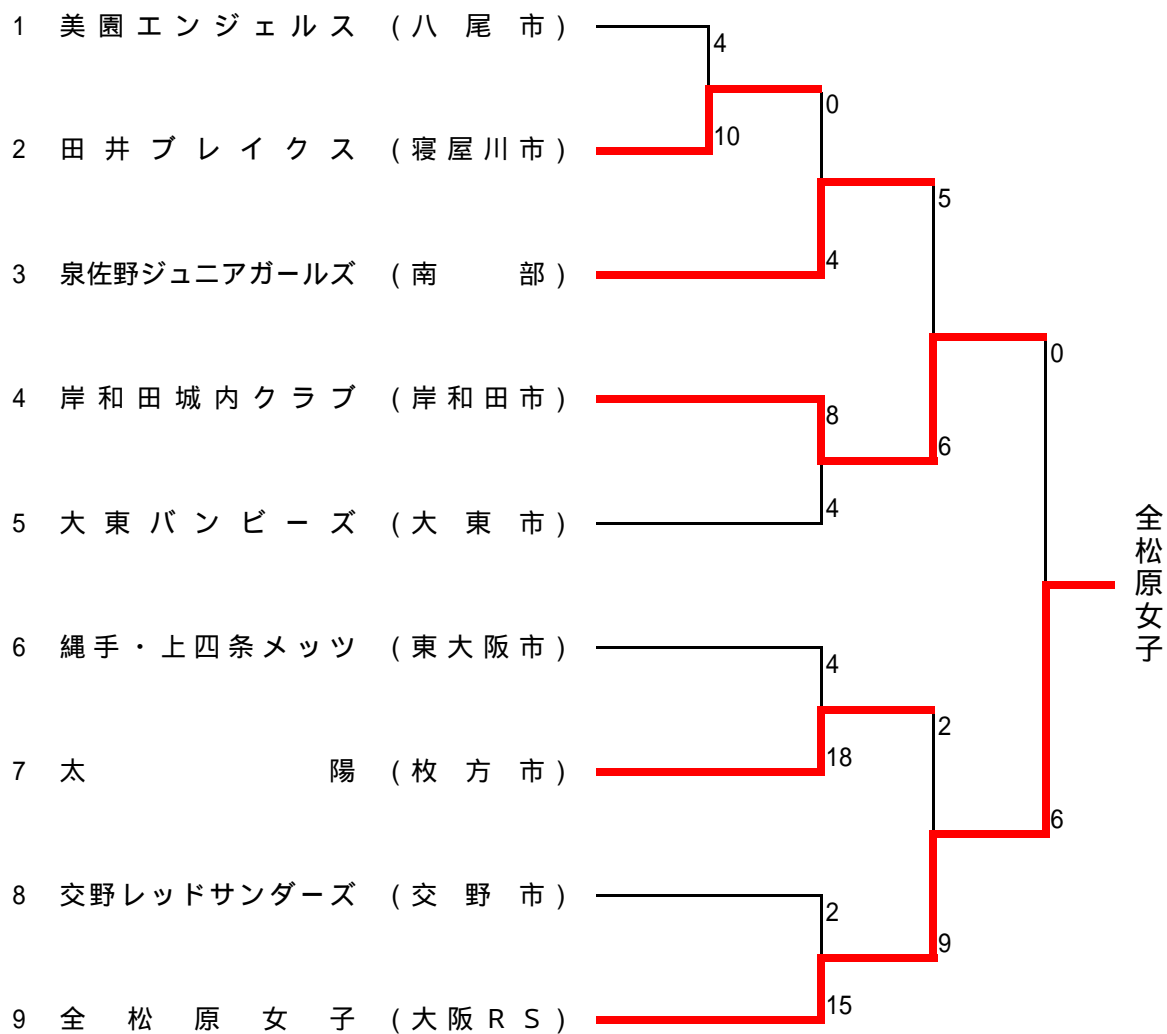 1 美園エンジェルス (八尾市)
4
0
2 田井ブレイクス (寝屋川市)
10
5
3 泉佐野ジュニアガールズ (南部)
4
0
4 岸和田城内クラブ (岸和田市)
8
6
5 大東バンビーズ (大東市)
4
全松原女子
6 縄手・上四条メッツ (東大阪市)
4
2
7 太陽 (枚方市)
18
6
8 交野レッドサンダーズ (交野市)
2
9
9 全松原女子 (大阪RS)
15